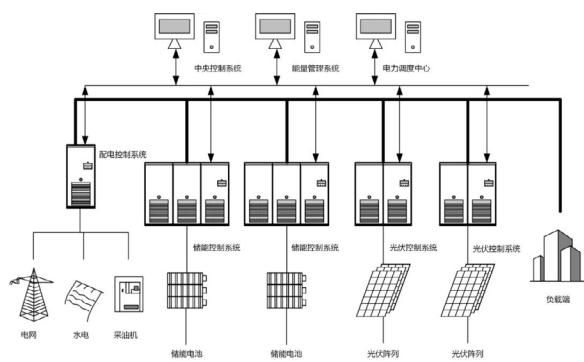 中央控制系统
能量管理系统
电力调度中心
配电控制系统
储能控制系统
储能控制系统
光伏控制系统
光伏控制系统
电网
水电
采油机
负载端
储能电池
储能电池
光伏阵列
光伏阵列